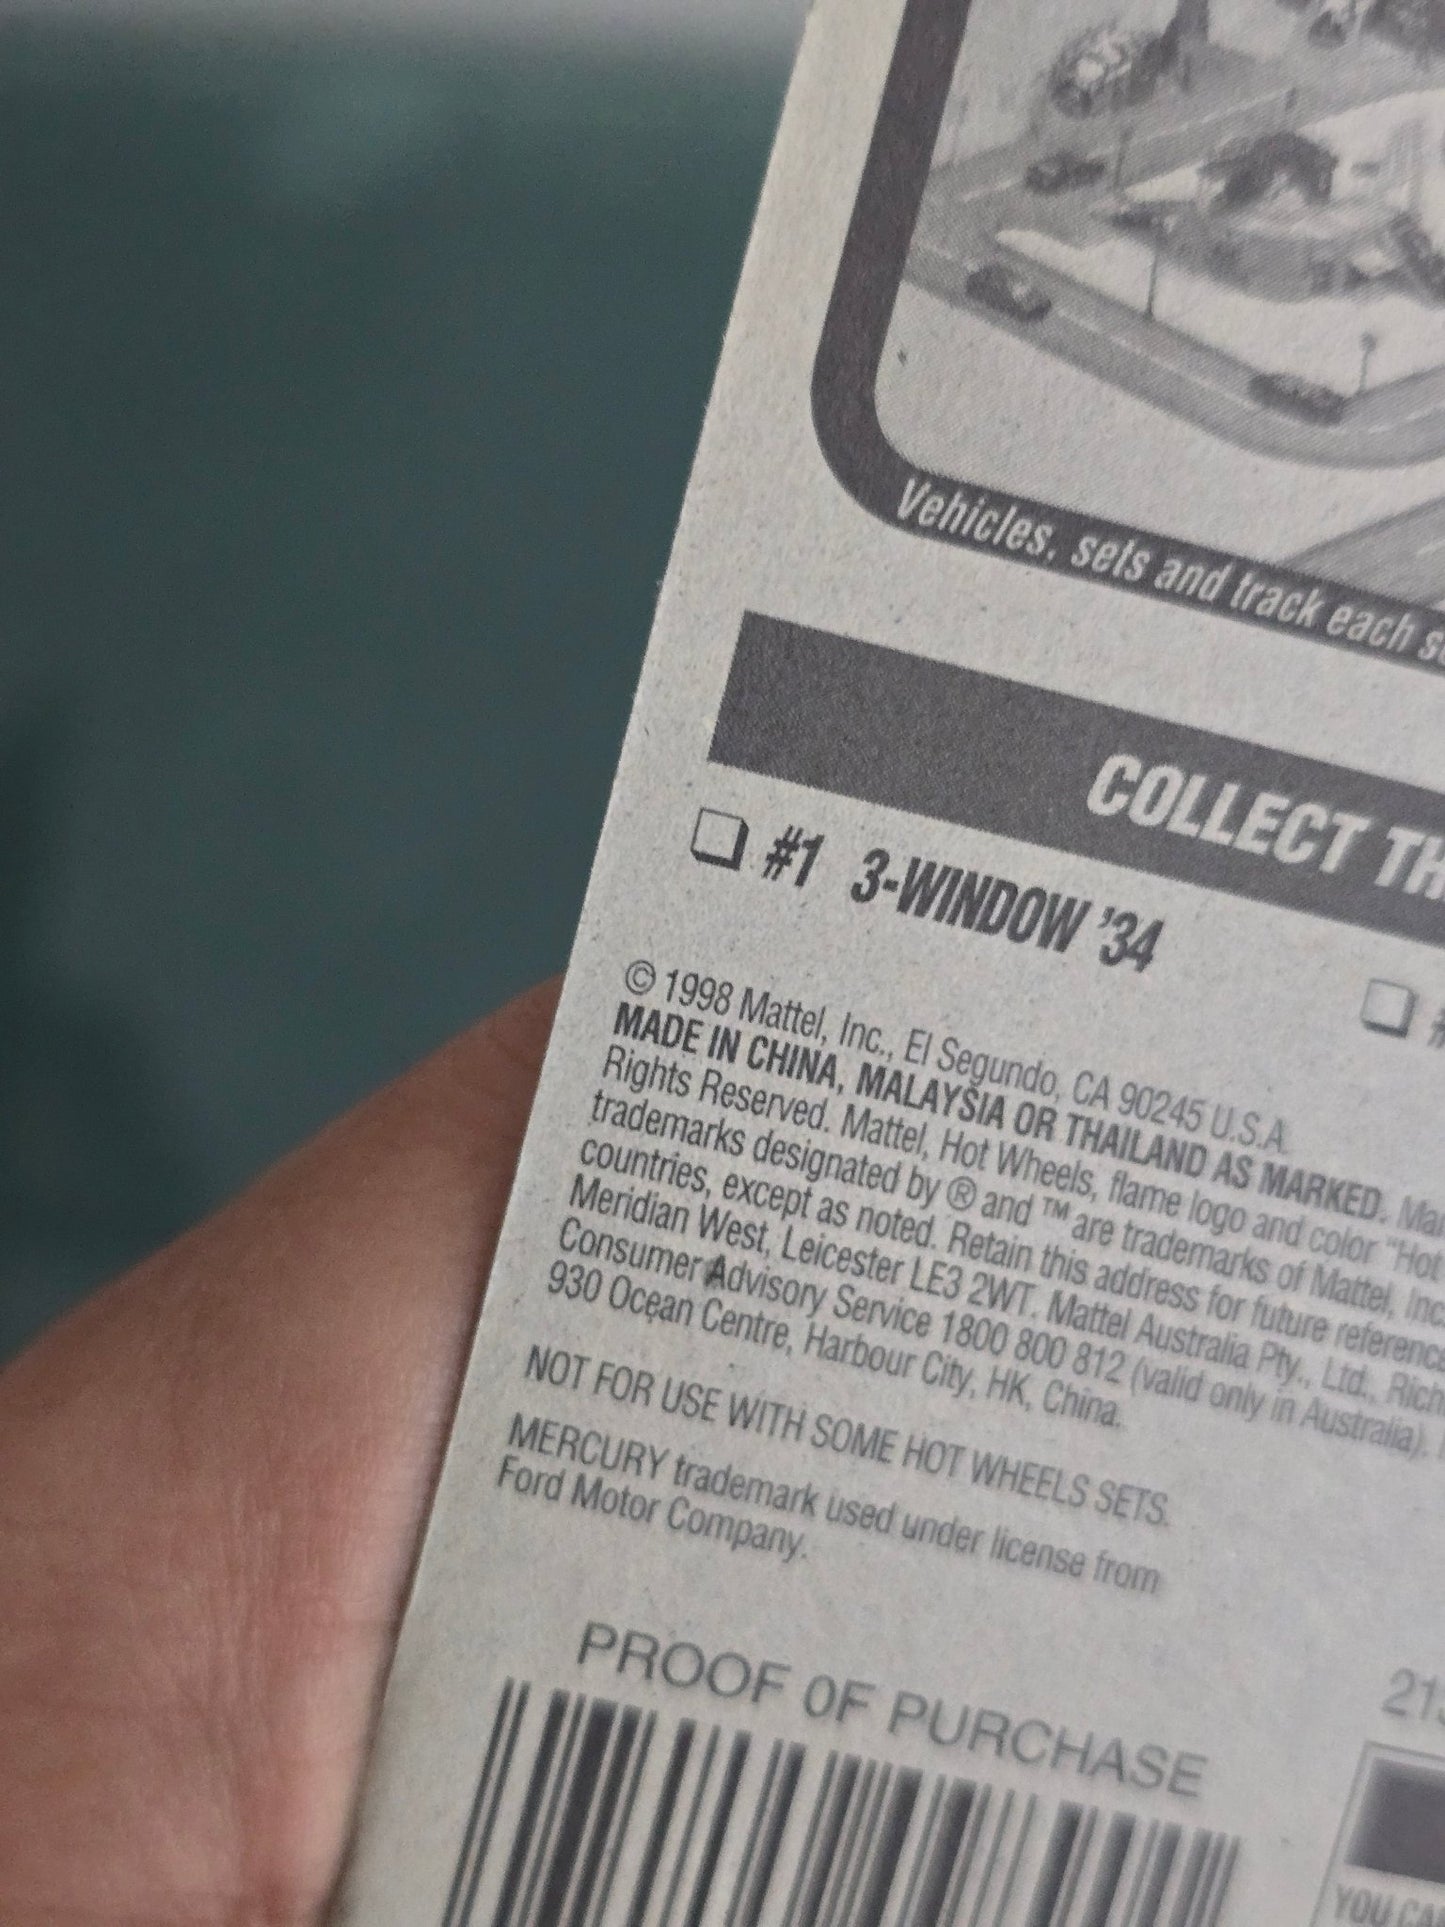 Vehicles, sets and track each
COLLECT
#1 3-WINDOW '34
© 1998 Mattel, Inc., El Segundo, CA 90245 U.S.A.
MADE IN CHINA, MALAYSIA OR THAILAND AS MARKED.
Rights Reserved. Mattel, Hot Wheels, flame logo and color "Hot
trademarks designated by ® and ™ are trademarks of Mattel, Inc.
countries, except as noted. Retain this address for future reference
Meridian West, Leicester LE3 2WT. Mattel Australia Pty., Ltd.,
Consumer Advisory Service 1800 800 812 (valid only in Australia).
930 Ocean Centre, Harbour City, HK, China.
NOT FOR USE WITH SOME HOT WHEELS SETS.
MERCURY trademark used under license from
Ford Motor Company.
PROOF OF PURCHASE
YOU